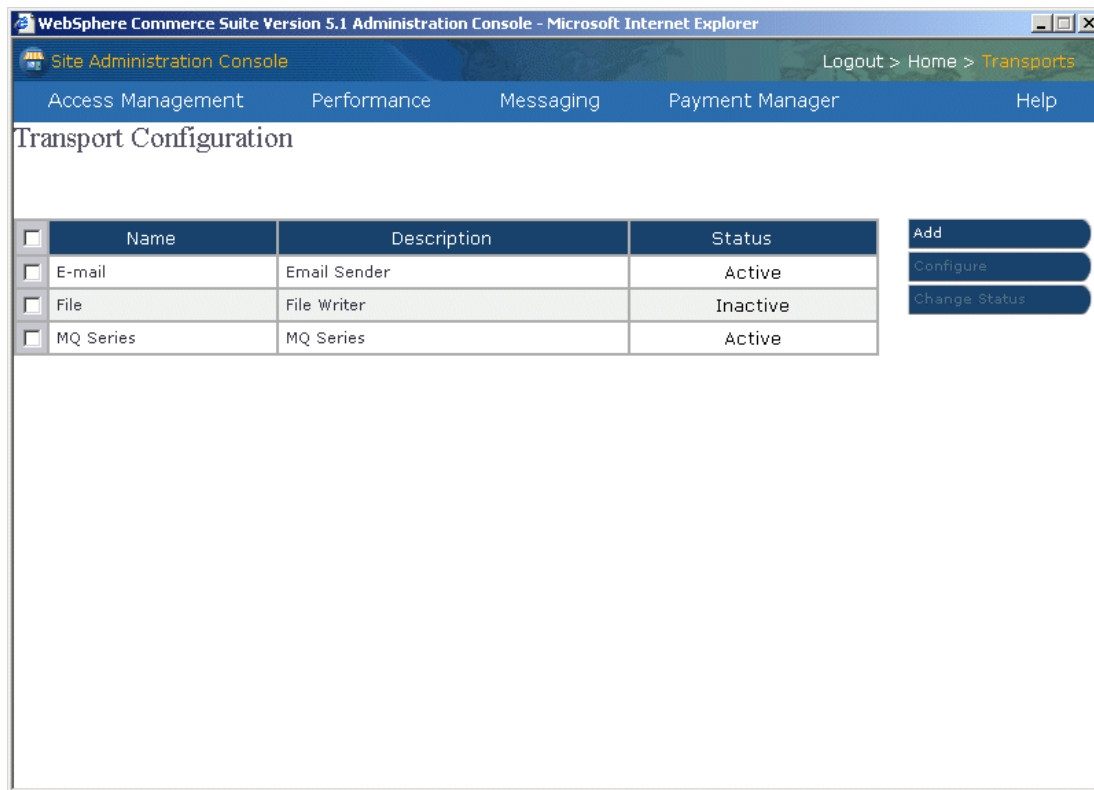 WebSphere Commerce Suite Version 5.1 Administration Console - Microsoft Internet Explorer
Site Administration Console Logout > Home > Transports
Access Management Performance Messaging Payment Manager Help
Transport Configuration
Name Description Status
E-mail Email Sender Active
File File Writer Inactive
MQ Series MQ Series Active
Add
Configure
Change Status